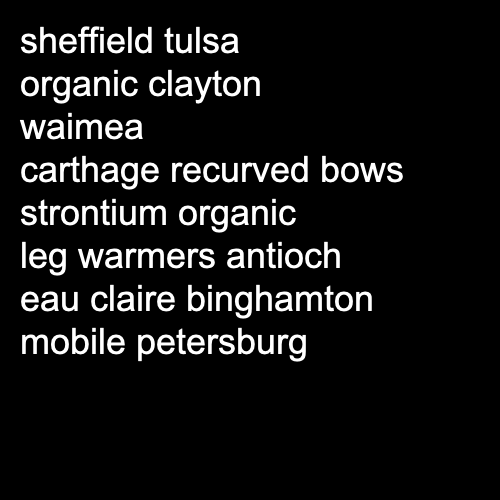 sheffield tulsa
organic clayton
waimea
carthage recurved bows
strontium organic
leg warmers antioch
eau claire binghamton
mobile petersburg